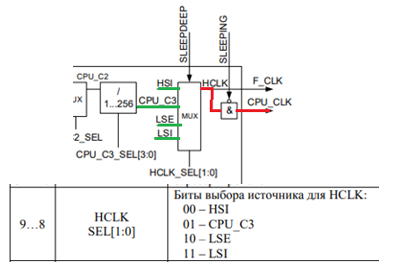 SLEEPDEEP
SLEEPING
CPU_C2
HSI
HCLK
F_CLK
UX
/
1...256
CPU_C3
MUX
&
CPU_CLK
LSE
LSI
2_SEL
CPU_C3_SEL[3:0]
HCLK_SEL[1:0]
9...8
HCLK
SEL[1:0]
Биты выбора источника для HCLK:
00 – HSI
01 – CPU_C3
10 – LSE
11 – LSI